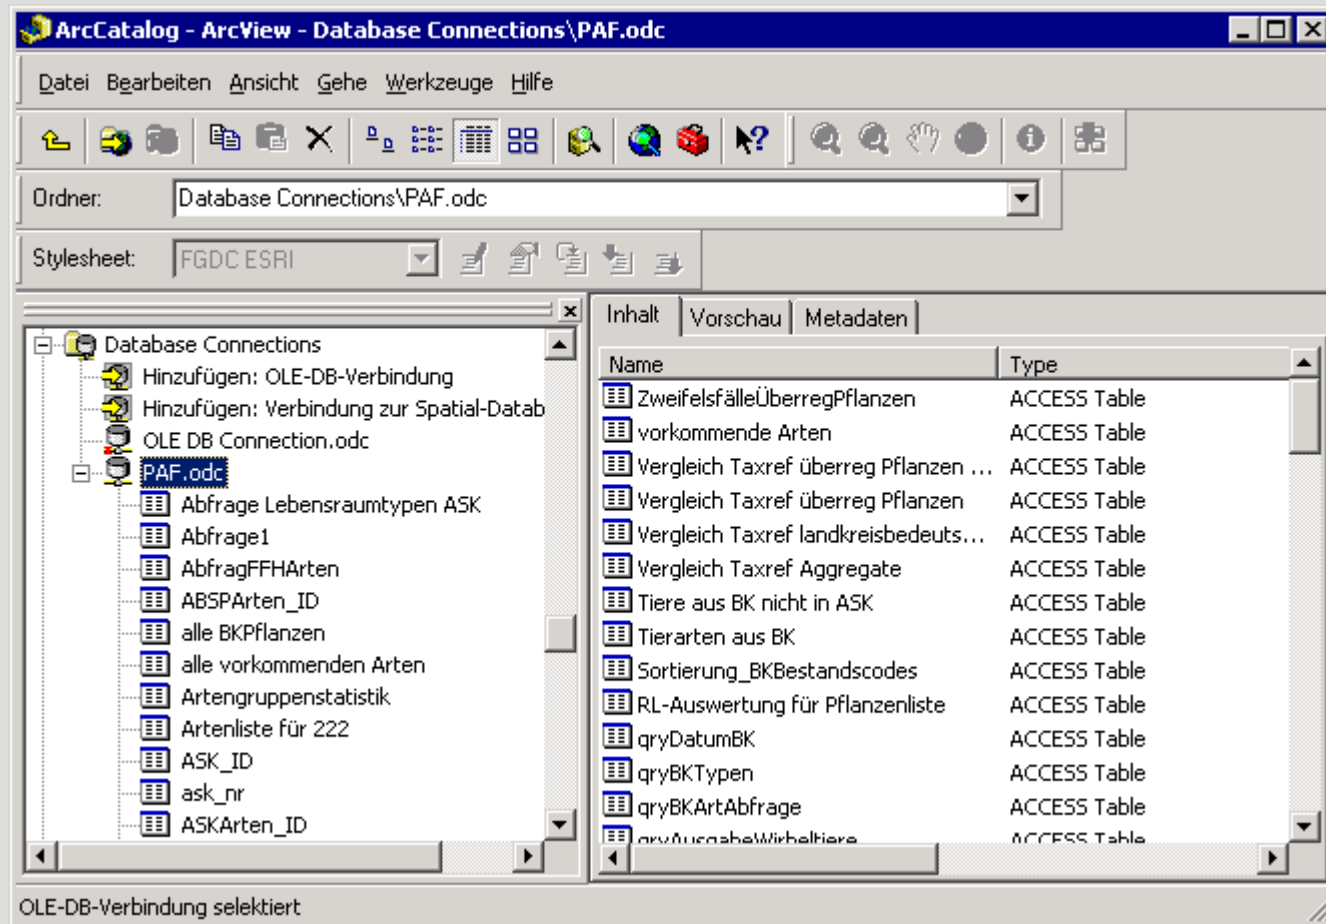 ArcCatalog - ArcView - Database Connections\PAF.odc
Datei Bearbeiten Ansicht Gehe Werkzeuge Hilfe
Ordner: Database Connections\PAF.odc
Stylesheet: FGDC ESRI
Database Connections
Hinzufügen: OLE-DB-Verbindung
Hinzufügen: Verbindung zur Spatial-Datab
OLE DB Connection.odc
PAF.odc
Abfrage Lebensraumtypen ASK
Abfrage1
AbfragFFHArten
ABSPArten_ID
alle BKPflanzen
alle vorkommenden Arten
Artengruppenstatistik
Artenliste für 222
ASK_ID
ask_nr
ASKArten_ID
Inhalt Vorschau Metadaten
Name Type
ZweifelsfälleÜberregPflanzen ACCESS Table
vorkommende Arten ACCESS Table
Vergleich Taxref überreg Pflanzen ... ACCESS Table
Vergleich Taxref überreg Pflanzen ACCESS Table
Vergleich Taxref landkreisbedeuts... ACCESS Table
Vergleich Taxref Aggregate ACCESS Table
Tiere aus BK nicht in ASK ACCESS Table
Tierarten aus BK ACCESS Table
Sortierung_BKBestandscodes ACCESS Table
RL-Auswertung für Pflanzenliste ACCESS Table
qryDatumBK ACCESS Table
qryBKTypen ACCESS Table
qryBKArtAbfrage ACCESS Table
qryAusgabeWirbeltiere ACCESS Table
OLE-DB-Verbindung selektiert